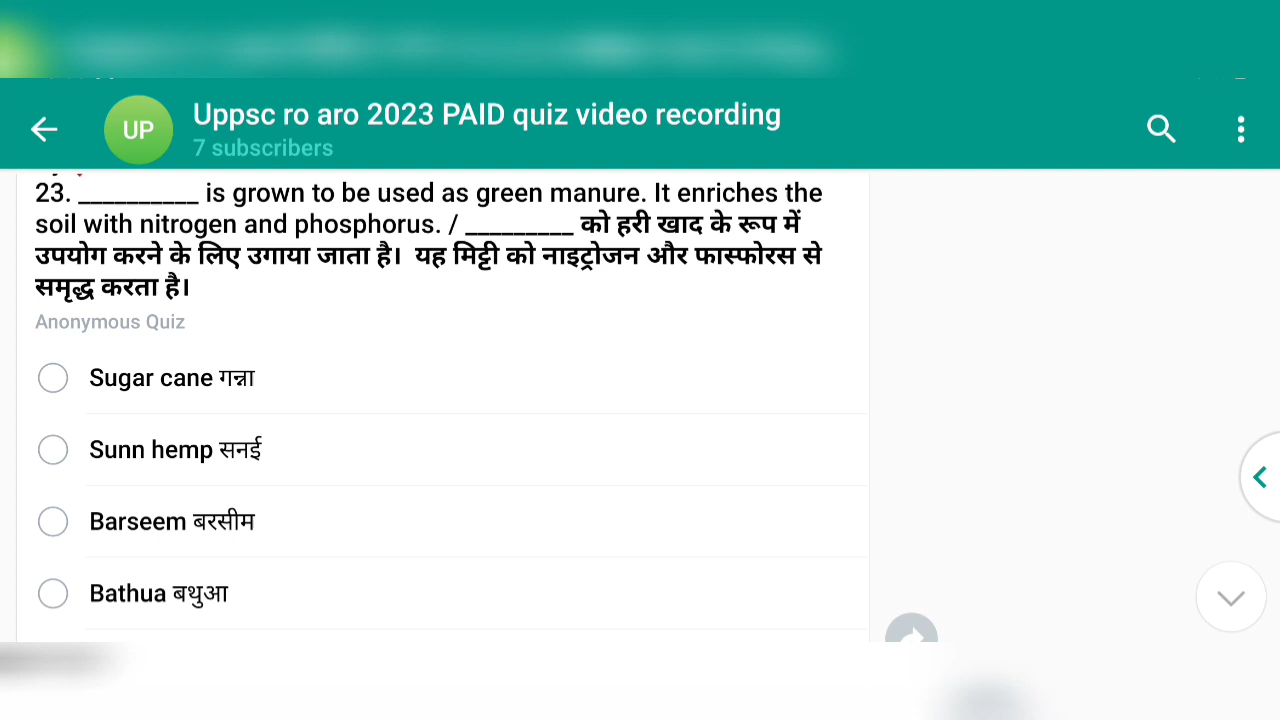 UP
Uppsc ro aro 2023 PAID quiz video recording
7 subscribers
23. __________ is grown to be used as green manure. It enriches the
soil with nitrogen and phosphorus. / _________ को हरी खाद के रूप में
उपयोग करने के लिए उगाया जाता है। यह मिट्टी को नाइट्रोजन और फास्फोरस से
समृद्ध करता है।
Anonymous Quiz
Sugar cane गन्ना
Sunn hemp सनई
Barseem बरसीम
Bathua बथुआ